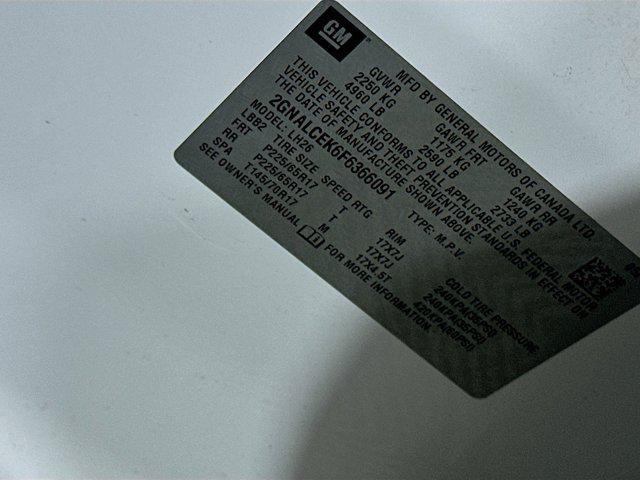 GM
MFD BY GENERAL MOTORS OF CANADA LTD.
GVWR GAWR FRT GAWR RR
2250 KG 1175 KG 1240 KG
4960 LB 2590 LB 2733 LB
THIS VEHICLE CONFORMS TO ALL APPLICABLE U.S. FEDERAL MOTOR
VEHICLE SAFETY AND THEFT PREVENTION STANDARDS IN EFFECT ON
THE DATE OF MANUFACTURE SHOWN ABOVE.
2GNALCEK6F6366091 TYPE: M.P.V.
MODEL: LH26
LBB2 TIRE SIZE SPEED RTG RIM COLD TIRE PRESSURE
FRT P225/65R17 T 17X7J 240KPA(35PSI)
RR P225/65R17 T 17X7J 240KPA(35PSI)
SPA T145/70R17 M 17X4.5T 420KPA(60PSI)
SEE OWNER'S MANUAL FOR MORE INFORMATION.